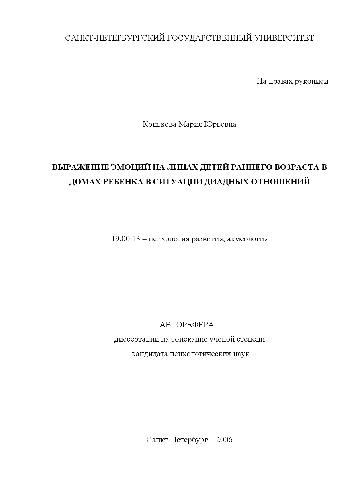 САНКТ-ПЕТЕРБУРГСКИЙ ГОСУДАРСТВЕННЫЙ УНИВЕРСИТЕТ
На правах рукописи
Мария Юрьевна
ВЫРАЖЕНИЕ ЭМОЦИЙ НА ЛИЦАХ ДЕТЕЙ РАННЕГО ВОЗРАСТА В
ДОМАХ РЕБЕНКА В СИТУАЦИИ ДИАДНЫХ ОТНОШЕНИЙ
19.00.13 – психология развития, акмеология
АВТОРЕФЕРАТ
диссертации на соискание ученой степени
кандидата психологических наук
Санкт-Петербург